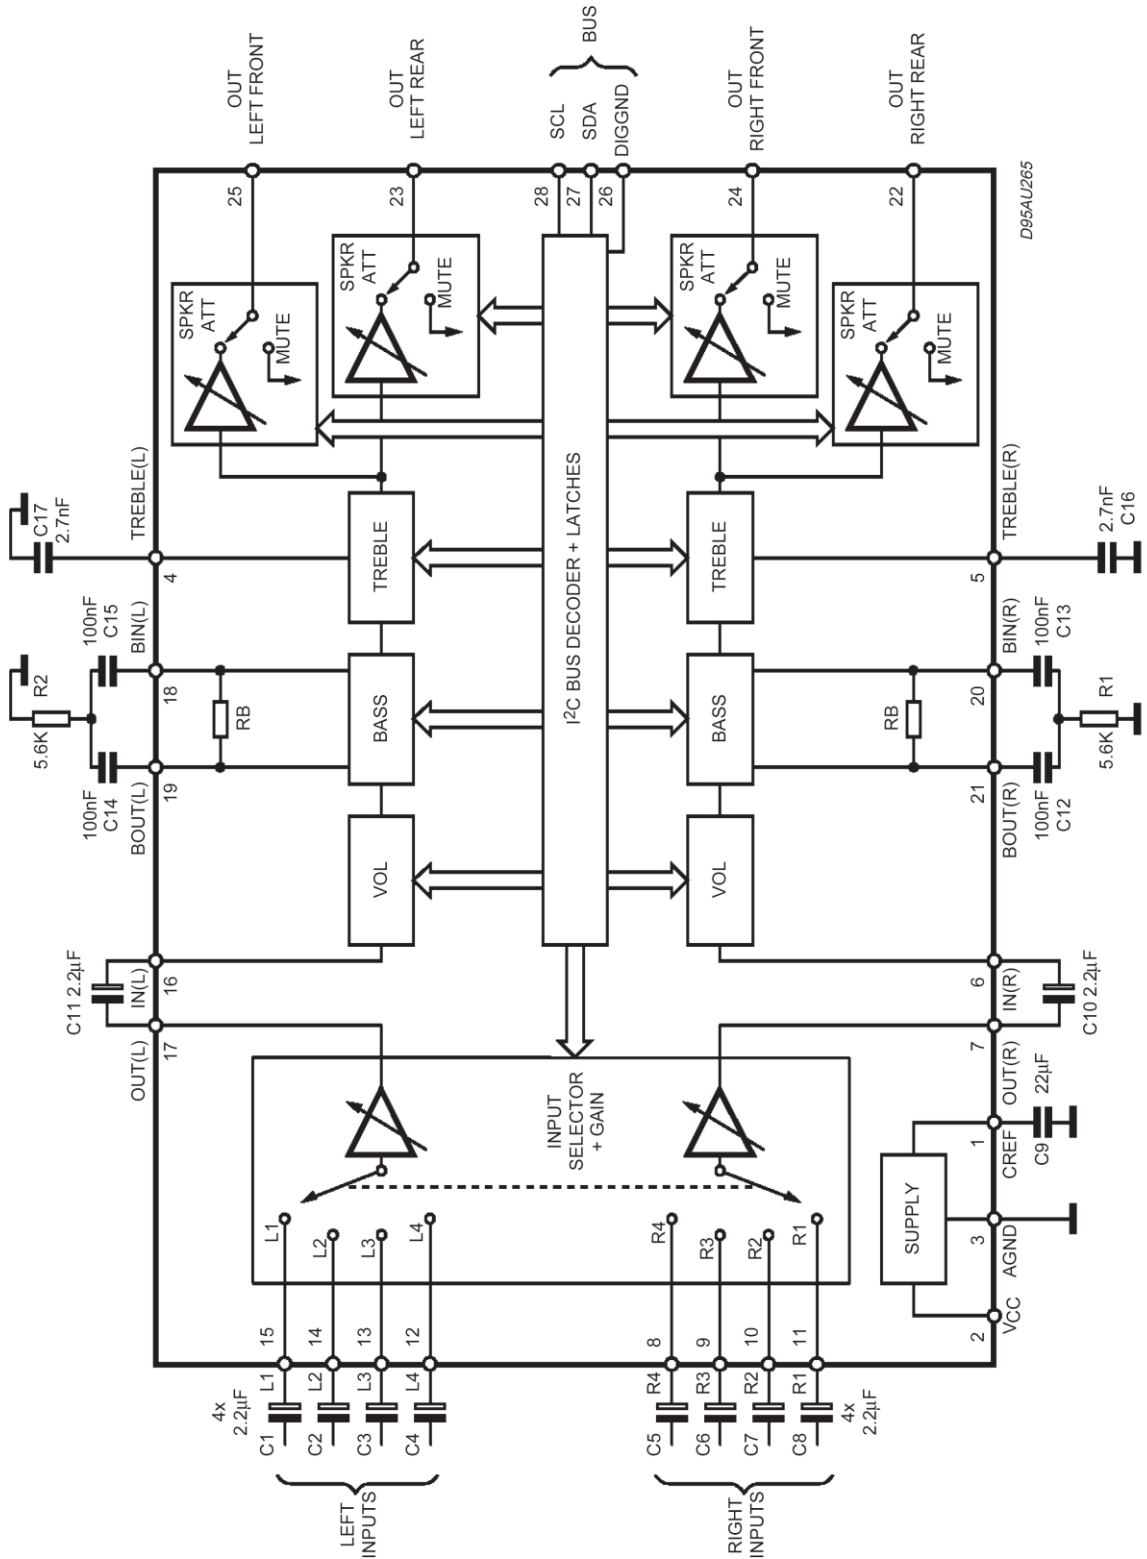 OUT
LEFT FRONT
OUT
LEFT REAR
BUS
SCL
SDA
DIGGND
OUT
RIGHT FRONT
OUT
RIGHT REAR
25
23
28
27
26
24
22
D95AU265
SPKR
ATT
MUTE
SPKR
ATT
MUTE
SPKR
ATT
MUTE
SPKR
ATT
MUTE
TREBLE(L)
C17
2.7nF
4
TREBLE
I²C BUS DECODER + LATCHES
TREBLE
5
TREBLE(R)
2.7nF
C16
100nF
C15
BIN(L)
18
R2
5.6K
RB
BASS
100nF
C14
BOUT(L)
19
BASS
RB
20
BIN(R)
100nF
C13
R1
5.6K
21
BOUT(R)
100nF
C12
VOL
VOL
C11 2.2µF
IN(L)
16
OUT(L)
17
6
IN(R)
C10 2.2µF
7
OUT(R)
INPUT
SELECTOR
+ GAIN
22µF
C9
1
CREF
SUPPLY
3
AGND
2
VCC
L1
L2
L3
L4
R4
R3
R2
R1
15
14
13
12
8
9
10
11
L1
L2
L3
L4
R4
R3
R2
R1
4x
2.2µF
4x
2.2µF
C1
C2
C3
C4
C5
C6
C7
C8
LEFT
INPUTS
RIGHT
INPUTS